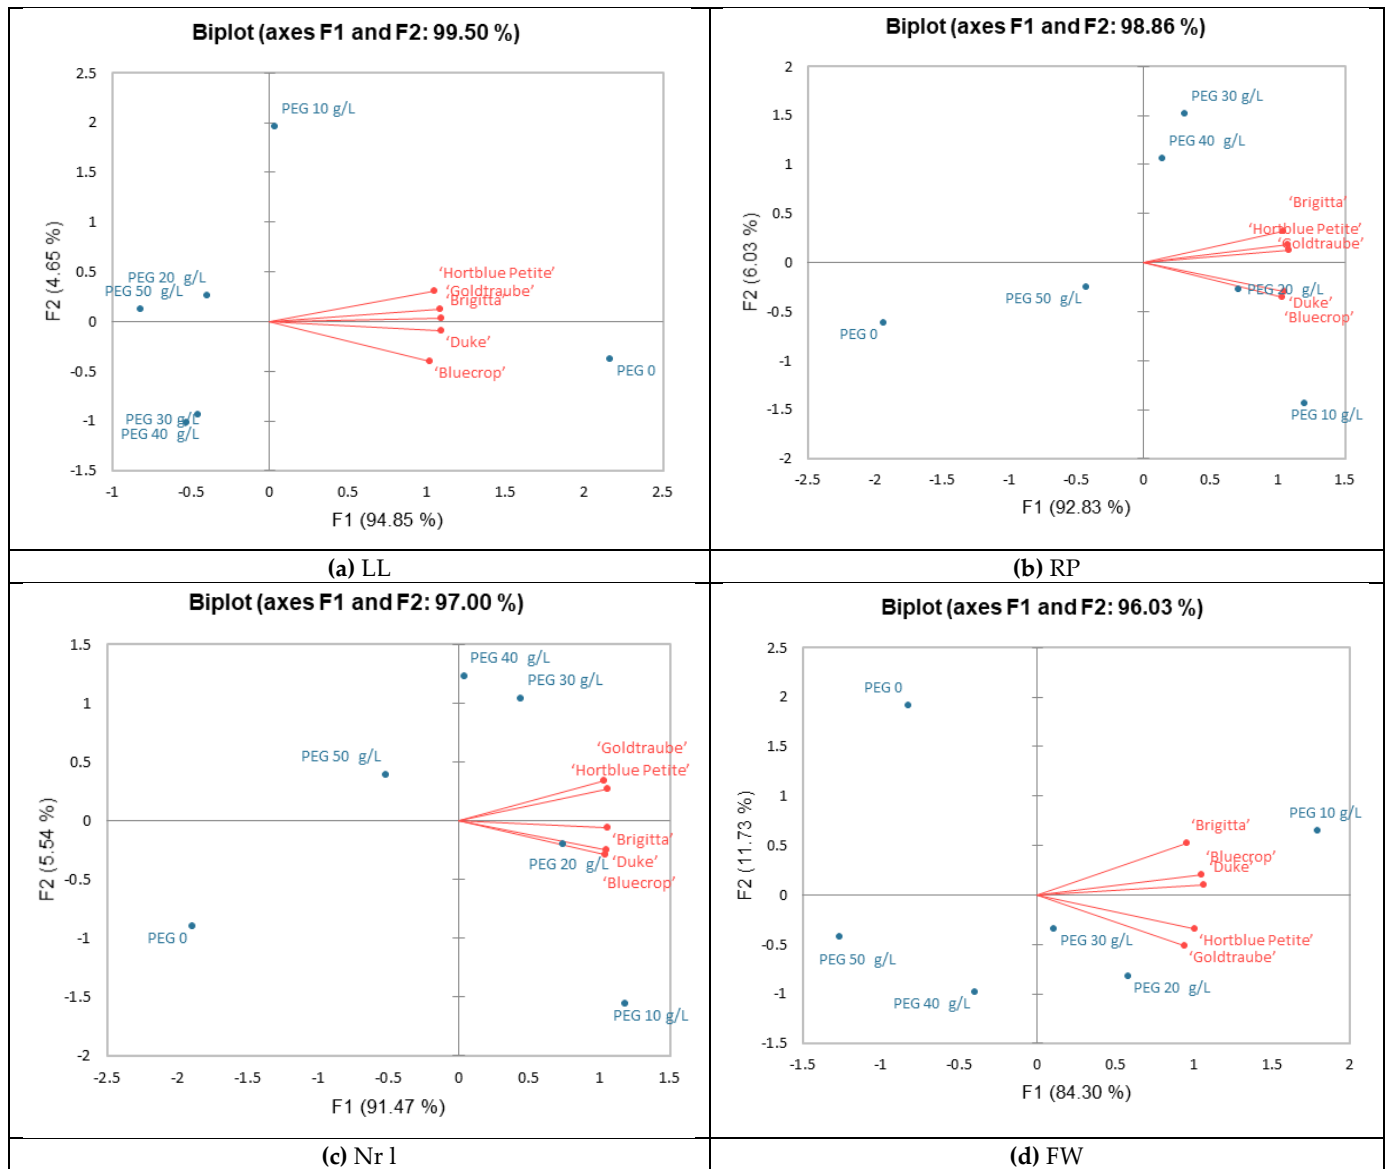 Biplot (axes F1 and F2: 99.50 %)
2.5
2
1.5
1
0.5
0
-0.5
-1
-1.5
F2 (4.65 %)
PEG 10 g/L
PEG 20 g/L
PEG 50 g/L
PEG 30 g/L
PEG 40 g/L
‘Hortblue Petite’
‘Goldtraube’
‘Brigitta’
‘Duke’
‘Bluecrop’
PEG 0
-1 -0.5 0 0.5 1 1.5 2 2.5
F1 (94.85 %)
(a) LL
Biplot (axes F1 and F2: 98.86 %)
2
1.5
1
0.5
0
-0.5
-1
-1.5
-2
F2 (6.03 %)
PEG 30 g/L
PEG 40 g/L
‘Brigitta’
‘Hortblue Petite’
‘Goldtraube’
PEG 20 g/L
PEG 50 g/L
‘Duke’
‘Bluecrop’
PEG 0
PEG 10 g/L
-2.5 -2 -1.5 -1 -0.5 0 0.5 1 1.5
F1 (92.83 %)
(b) RP
Biplot (axes F1 and F2: 97.00 %)
1.5
1
0.5
0
-0.5
-1
-1.5
-2
F2 (5.54 %)
PEG 40 g/L
PEG 30 g/L
PEG 50 g/L
‘Goldtraube’
‘Hortblue Petite’
‘Brigitta’
PEG 20 g/L
‘Duke’
‘Bluecrop’
PEG 0
PEG 10 g/L
-2.5 -2 -1.5 -1 -0.5 0 0.5 1 1.5
F1 (91.47 %)
(c) Nr l
Biplot (axes F1 and F2: 96.03 %)
2.5
2
1.5
1
0.5
0
-0.5
-1
-1.5
F2 (11.73 %)
PEG 0
PEG 10 g/L
‘Brigitta’
‘Bluecrop’
‘Duke’
PEG 30 g/L
‘Hortblue Petite’
‘Goldtraube’
PEG 50 g/L
PEG 20 g/L
PEG 40 g/L
-1.5 -1 -0.5 0 0.5 1 1.5 2
F1 (84.30 %)
(d) FW